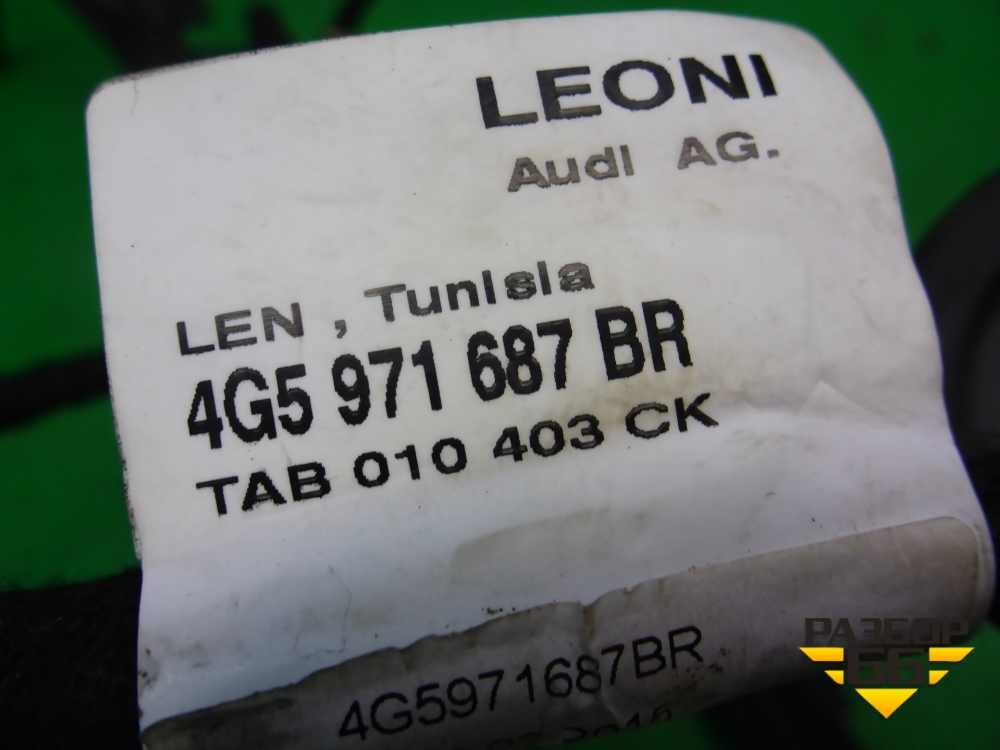 LEONI
Audi AG.
LEN , Tunisia
4G5 971 687 BR
TAB 010 403 CK
4G5971687BR
РАЗБОР
66